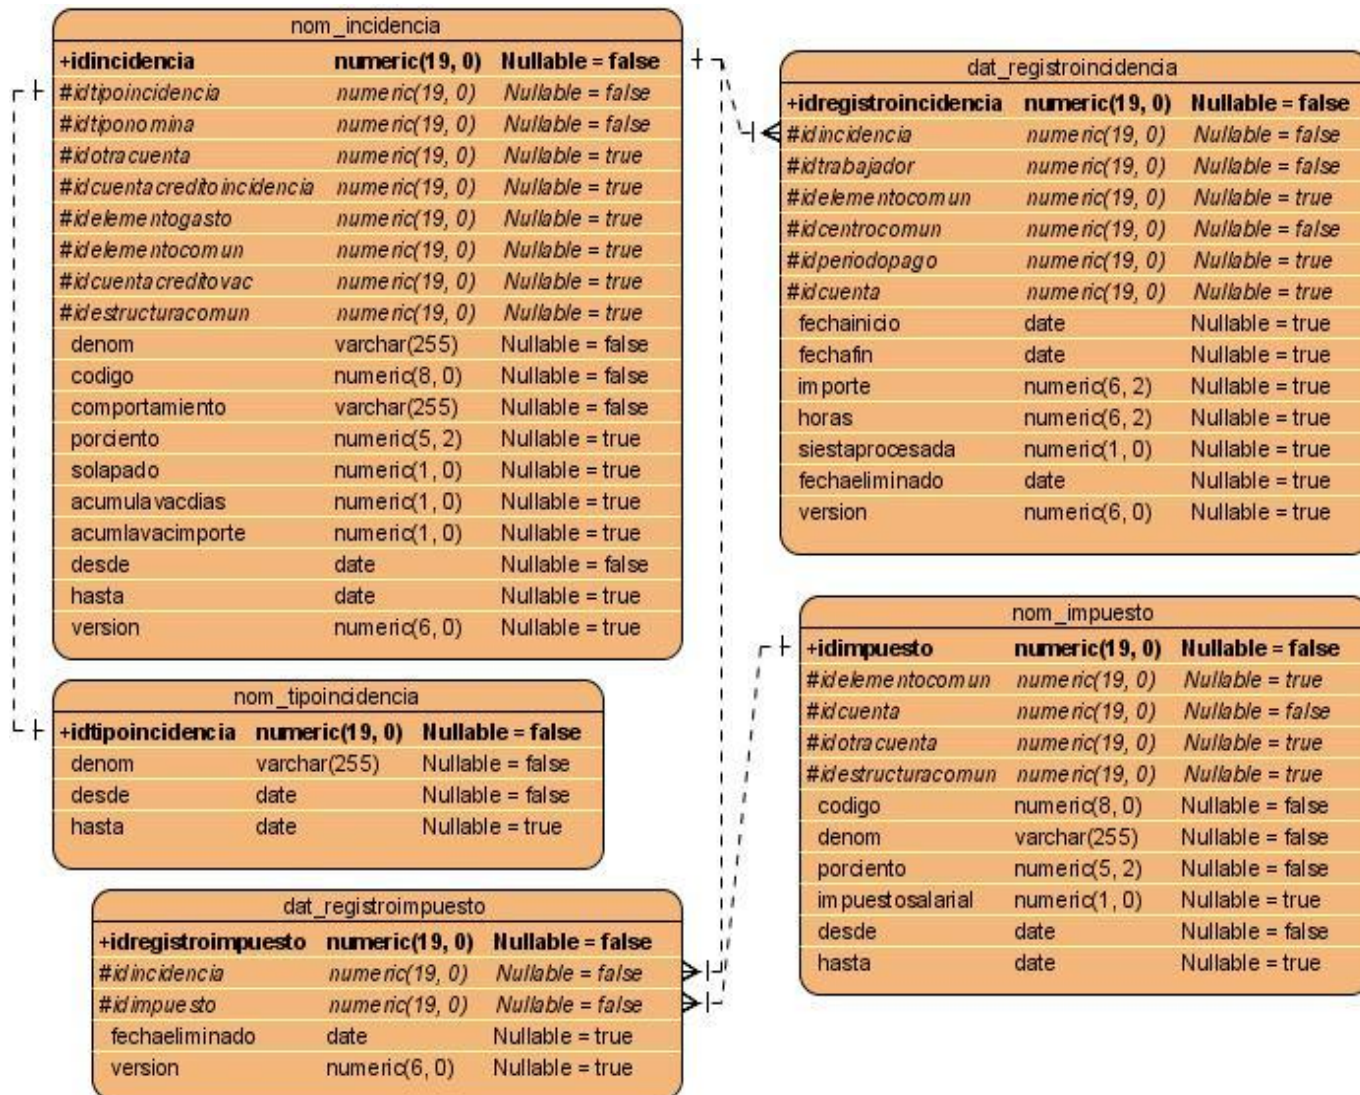 nom_incidencia
+idincidencia numeric(19, 0) Nullable = false
#idtipoincidencia numeric(19, 0) Nullable = false
#idtiponomina numeric(19, 0) Nullable = false
#idotracuenta numeric(19, 0) Nullable = true
#idcuentacreditoincidencia numeric(19, 0) Nullable = true
#idelementogasto numeric(19, 0) Nullable = true
#idelementocomun numeric(19, 0) Nullable = true
#idcuentacreditovac numeric(19, 0) Nullable = true
#idestructuracomun numeric(19, 0) Nullable = true
denom varchar(255) Nullable = false
codigo numeric(8, 0) Nullable = false
comportamiento varchar(255) Nullable = false
porciento numeric(5, 2) Nullable = true
solapado numeric(1, 0) Nullable = true
acumulavacdias numeric(1, 0) Nullable = true
acumlavacimporte numeric(1, 0) Nullable = true
desde date Nullable = false
hasta date Nullable = true
version numeric(6, 0) Nullable = true
dat_registroincidencia
+idregistroincidencia numeric(19, 0) Nullable = false
#idincidencia numeric(19, 0) Nullable = false
#idtrabajador numeric(19, 0) Nullable = false
#idelementocomun numeric(19, 0) Nullable = true
#idcentrocomun numeric(19, 0) Nullable = false
#idperiodopago numeric(19, 0) Nullable = true
#idcuenta numeric(19, 0) Nullable = true
fechainicio date Nullable = true
fechafin date Nullable = true
importe numeric(6, 2) Nullable = true
horas numeric(6, 2) Nullable = true
siestaprocesada numeric(1, 0) Nullable = true
fechaeliminado date Nullable = true
version numeric(6, 0) Nullable = true
nom_tipoincidencia
+idtipoincidencia numeric(19, 0) Nullable = false
denom varchar(255) Nullable = false
desde date Nullable = false
hasta date Nullable = true
nom_impuesto
+idimpuesto numeric(19, 0) Nullable = false
#idelementocomun numeric(19, 0) Nullable = true
#idcuenta numeric(19, 0) Nullable = false
#idotracuenta numeric(19, 0) Nullable = true
#idestructuracomun numeric(19, 0) Nullable = true
codigo numeric(8, 0) Nullable = false
denom varchar(255) Nullable = false
porciento numeric(5, 2) Nullable = false
impuestosalarial numeric(1, 0) Nullable = true
desde date Nullable = false
hasta date Nullable = true
dat_registroimpuesto
+idregistroimpuesto numeric(19, 0) Nullable = false
#idincidencia numeric(19, 0) Nullable = false
#idimpuesto numeric(19, 0) Nullable = false
fechaeliminado date Nullable = true
version numeric(6, 0) Nullable = true